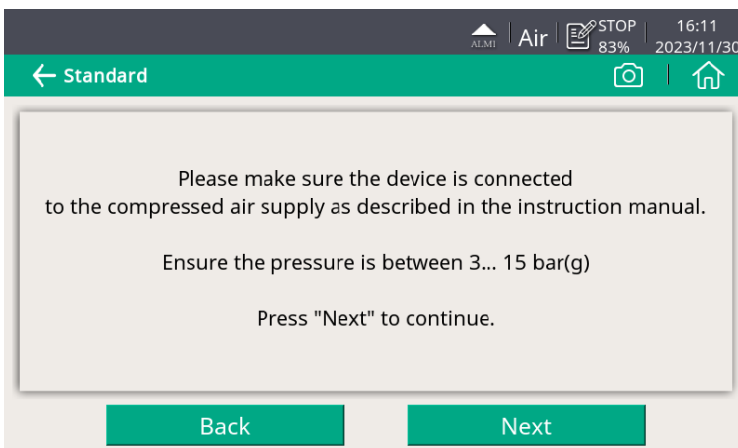 ALMI Air STOP 16:11
83% 2023/11/30
Standard
Please make sure the device is connected
to the compressed air supply as described in the instruction manual.
Ensure the pressure is between 3... 15 bar(g)
Press "Next" to continue.
Back Next